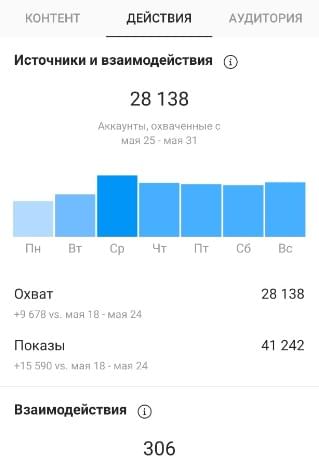 КОНТЕНТ ДЕЙСТВИЯ АУДИТОРИЯ
Источники и взаимодействия
28 138
Аккаунты, охваченные с
мая 25 - мая 31
Пн Вт Ср Чт Пт Сб Вс
Охват 28 138
+9 678 vs. мая 18 - мая 24
Показы 41 242
+15 590 vs. мая 18 - мая 24
Взаимодействия
306